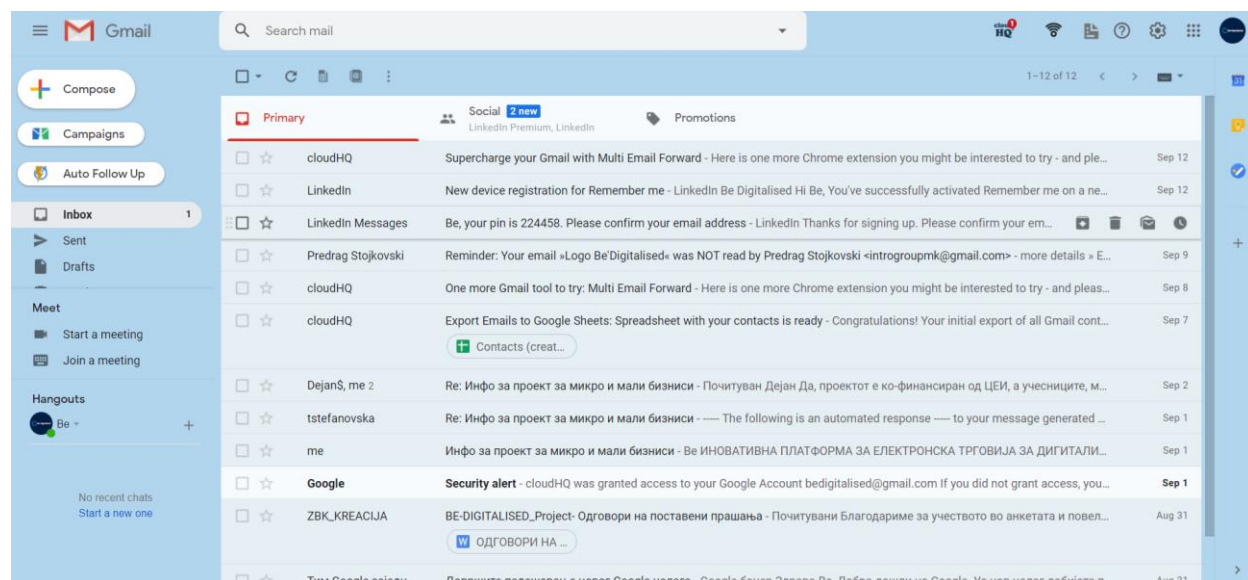 Gmail
Search mail
cloud HQ 1
Compose
1–12 of 12
31
Primary
Social 2 new
LinkedIn Premium, LinkedIn
Promotions
Campaigns
Auto Follow Up
Inbox 1
Sent
Drafts
Meet
Start a meeting
Join a meeting
Hangouts
Be
No recent chats
Start a new one
cloudHQ Supercharge your Gmail with Multi Email Forward - Here is one more Chrome extension you might be interested to try - and ple... Sep 12
LinkedIn New device registration for Remember me - LinkedIn Be Digitalised Hi Be, You've successfully activated Remember me on a ne... Sep 12
LinkedIn Messages Be, your pin is 224458. Please confirm your email address - LinkedIn Thanks for signing up. Please confirm your em...
Predrag Stojkovski Reminder: Your email »Logo Be'Digitalised« was NOT read by Predrag Stojkovski <introgroupmk@gmail.com> - more details » E... Sep 9
cloudHQ One more Gmail tool to try: Multi Email Forward - Here is one more Chrome extension you might be interested to try - and pleas... Sep 8
cloudHQ Export Emails to Google Sheets: Spreadsheet with your contacts is ready - Congratulations! Your initial export of all Gmail cont... Sep 7
Contacts (creat...
Dejan$, me 2 Re: Инфо за проект за микро и мали бизниси - Почитуван Дејан Да, проектот е ко-финансиран од ЦЕИ, а учесниците, м... Sep 2
tstefanovska Re: Инфо за проект за микро и мали бизниси - ----- The following is an automated response ----- to your message generated ... Sep 1
me Инфо за проект за микро и мали бизниси - Be ИНОВАТИВНА ПЛАТФОРМА ЗА ЕЛЕКТРОНСКА ТРГОВИЈА ЗА ДИГИТАЛИ... Sep 1
Google Security alert - cloudHQ was granted access to your Google Account bedigitalised@gmail.com If you did not grant access, you... Sep 1
ZBK_KREACIJA BE-DIGITALISED_Project- Одговори на поставени прашања - Почитувани Благодариме за учеството во анкетата и повел... Aug 31
W ОДГОВОРИ НА ...